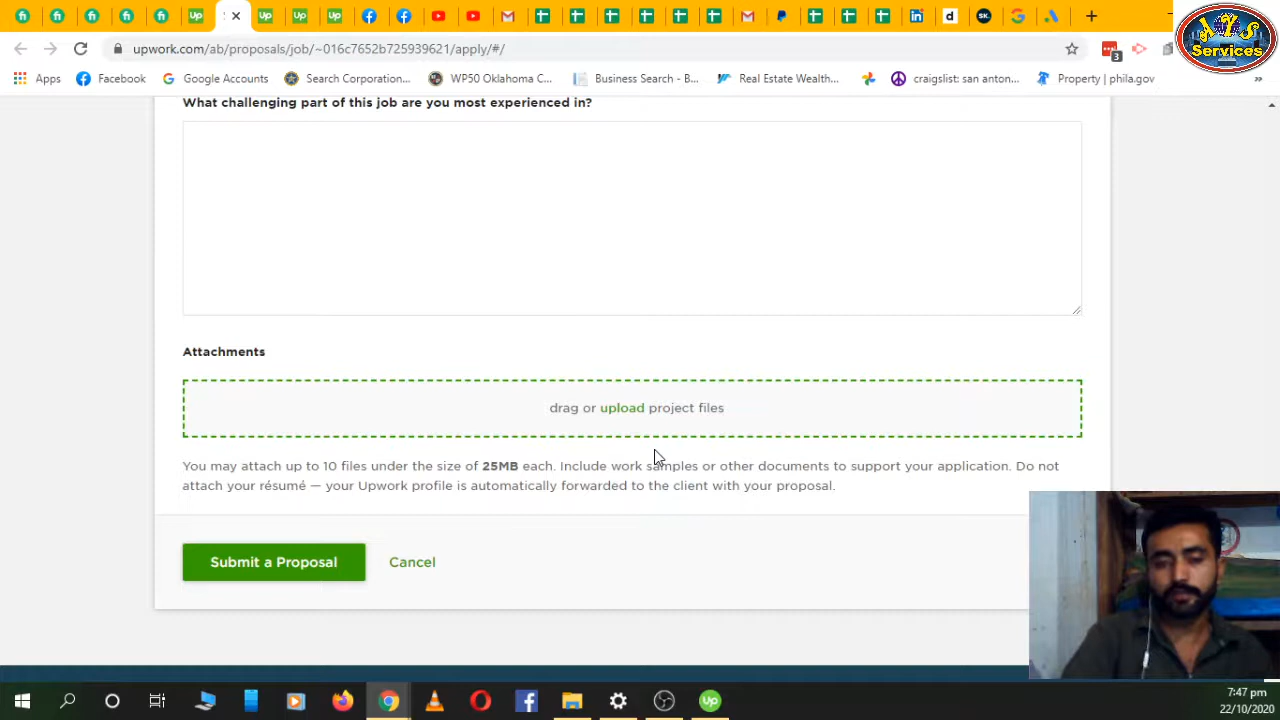 upwork.com/ab/proposals/job/~016c7652b725939621/apply/#/
3
AZS
Services
Apps
Facebook
Google Accounts
Search Corporation...
WP50 Oklahoma C...
Business Search - B...
Real Estate Wealth...
craigslist: san anton...
Property | phila.gov
What challenging part of this job are you most experienced in?
Attachments
drag or upload project files
You may attach up to 10 files under the size of 25MB each. Include work samples or other documents to support your application. Do not
attach your résumé — your Upwork profile is automatically forwarded to the client with your proposal.
Submit a Proposal
Cancel
7:47 pm
22/10/2020